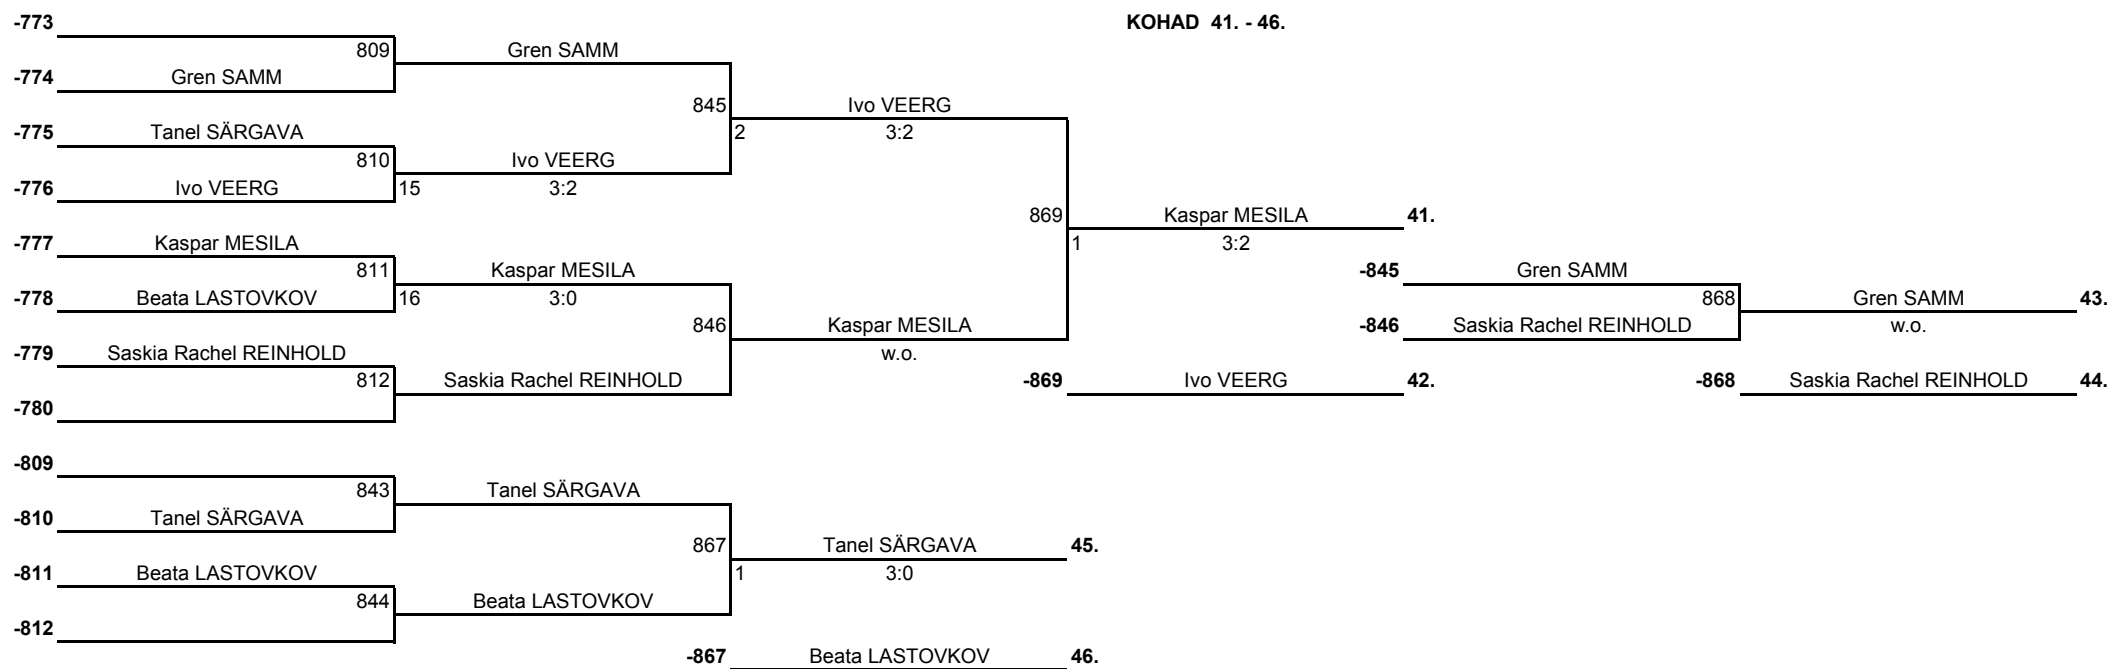 -773 KOHAD 41. - 46.
809 Gren SAMM
-774 Gren SAMM
845 Ivo VEERG
-775 Tanel SÄRGAVA 2 3:2
810 Ivo VEERG
-776 Ivo VEERG 15 3:2
869 Kaspar MESILA 41.
-777 Kaspar MESILA 1 3:2
811 Kaspar MESILA -845 Gren SAMM
-778 Beata LASTOVKOV 16 3:0 868 Gren SAMM 43.
846 Kaspar MESILA -846 Saskia Rachel REINHOLD w.o.
-779 Saskia Rachel REINHOLD w.o.
812 Saskia Rachel REINHOLD -869 Ivo VEERG 42. -868 Saskia Rachel REINHOLD 44.
-780
-809
843 Tanel SÄRGAVA
-810 Tanel SÄRGAVA
867 Tanel SÄRGAVA 45.
-811 Beata LASTOVKOV 1 3:0
844 Beata LASTOVKOV
-812
-867 Beata LASTOVKOV 46.